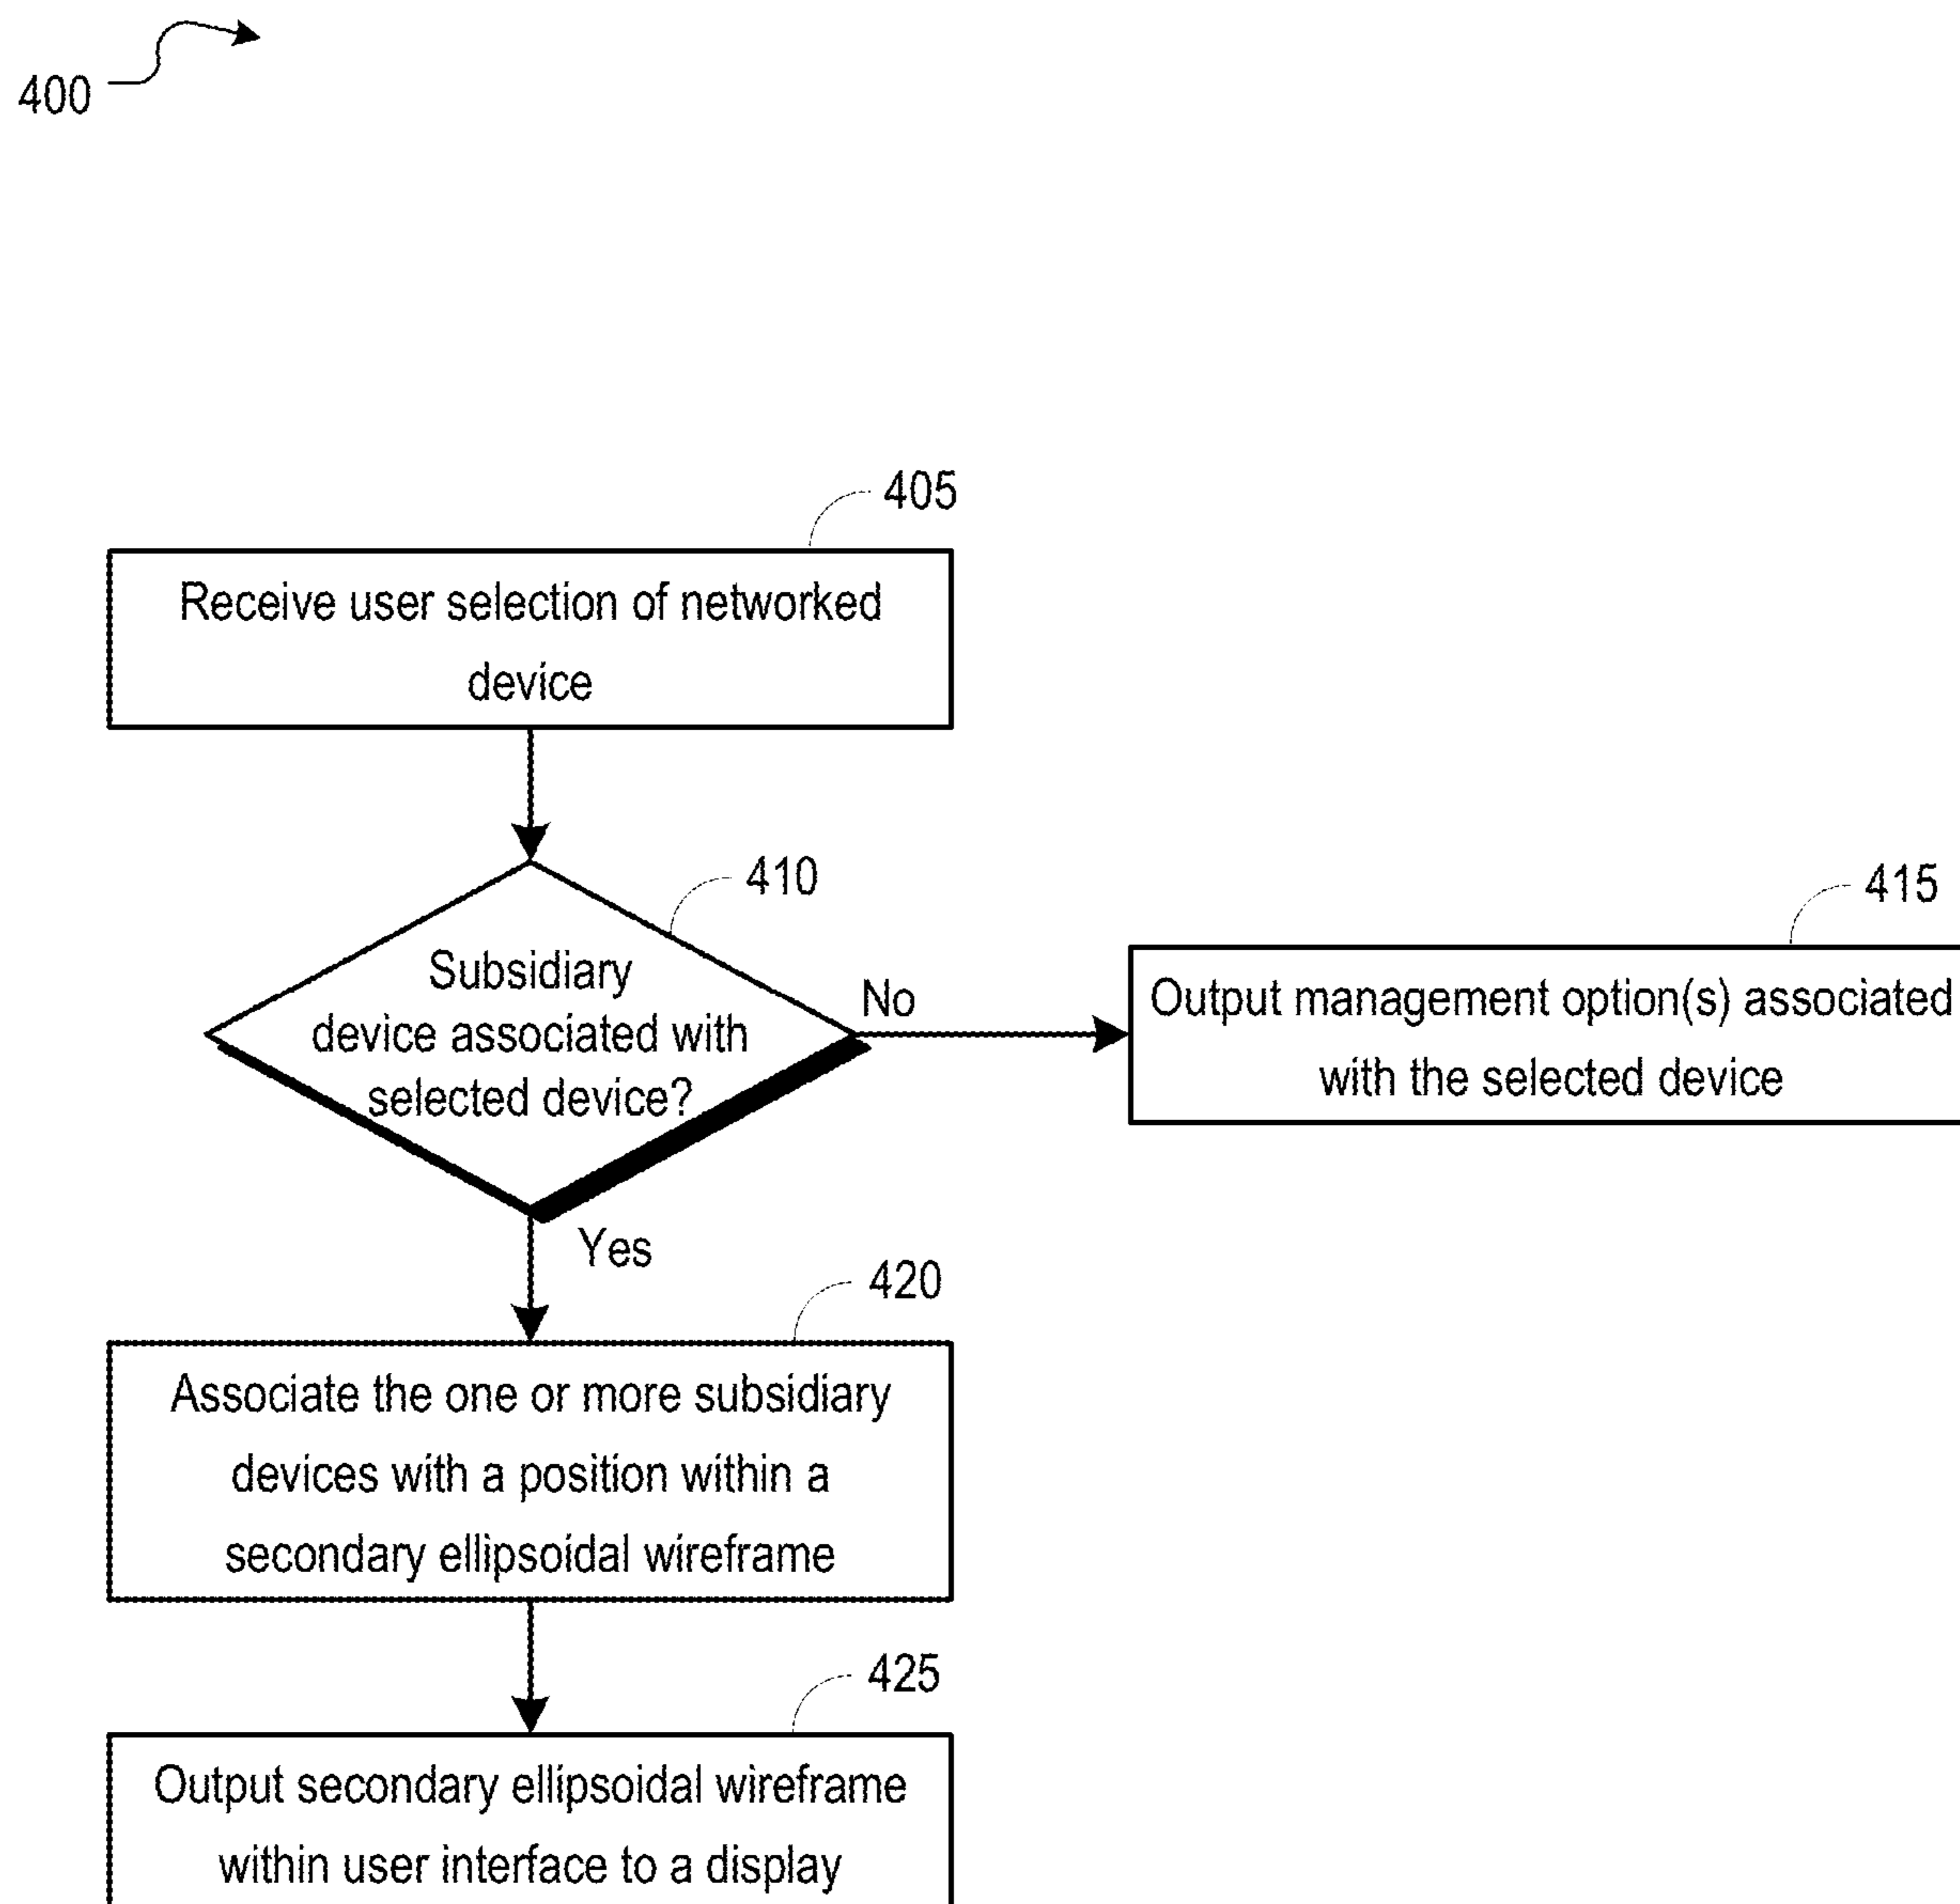 400
405
Receive user selection of networked
device
410
Subsidiary
device associated with
selected device?
No
415
Output management option(s) associated
with the selected device
Yes
420
Associate the one or more subsidiary
devices with a position within a
secondary ellipsoidal wireframe
425
Output secondary ellipsoidal wireframe
within user interface to a display